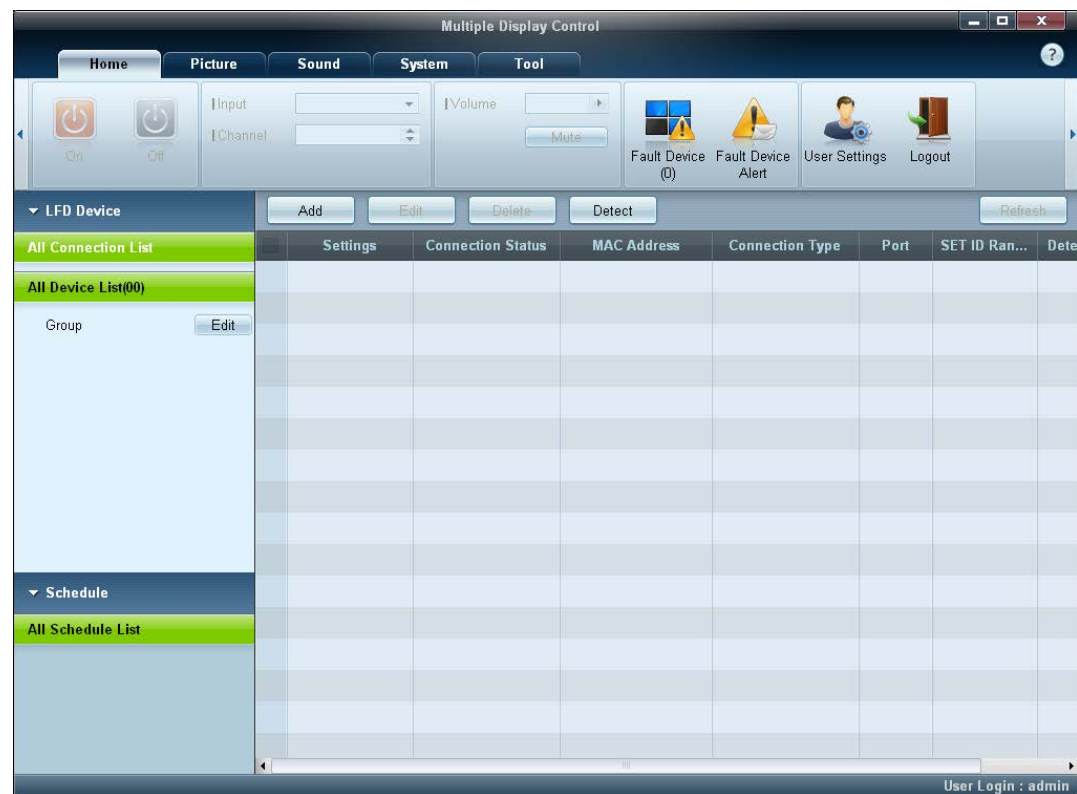 Multiple Display Control
Home Picture Sound System Tool
?
Input
Volume
Channel
Mute
On Off
Fault Device (0)
Fault Device Alert
User Settings
Logout
LFD Device
Add Edit Delete Detect Refresh
All Connection List
Settings Connection Status MAC Address Connection Type Port SET ID Ran... Dete
All Device List(00)
Group Edit
Schedule
All Schedule List
User Login : admin